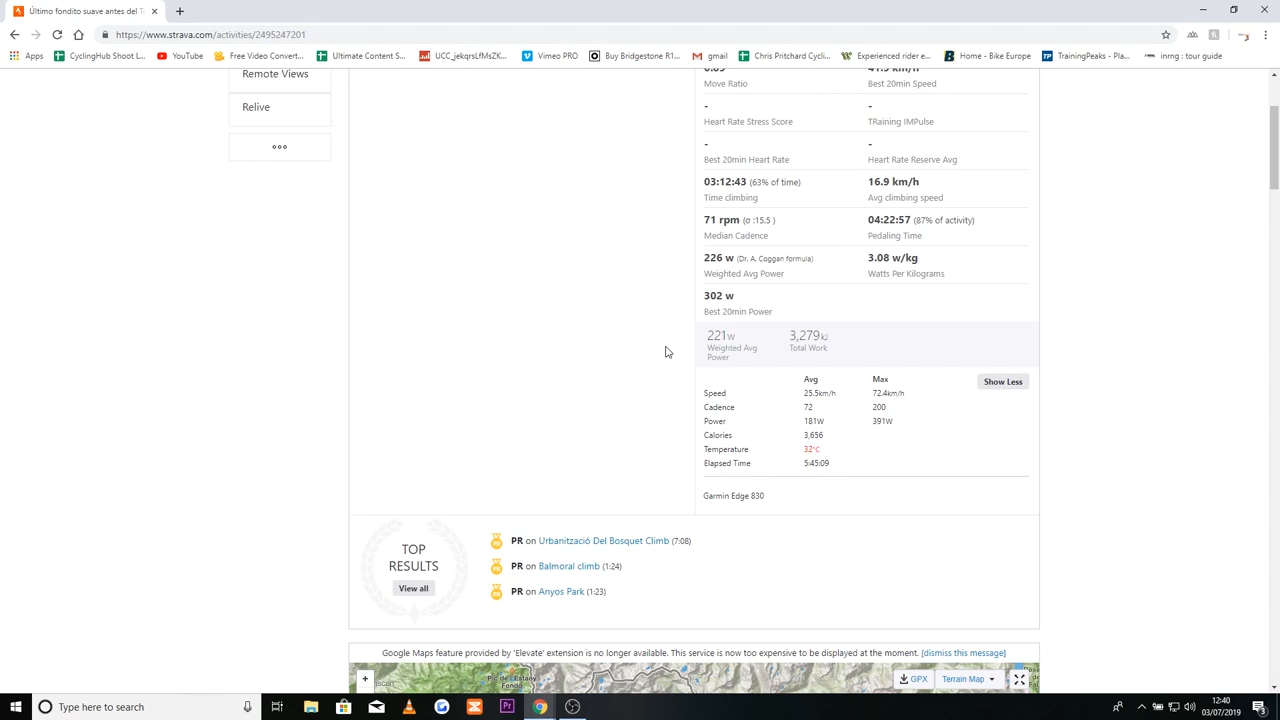 Último fondito suave antes del T
https://www.strava.com/activities/2495247201
Apps
CyclingHub Shoot L...
YouTube
Free Video Convert...
Ultimate Content S...
UCC_jekqrsLfMsZK...
Vimeo PRO
Buy Bridgestone R1...
gmail
Chris Pritchard Cycli...
Experienced rider e...
Home - Bike Europe
TrainingPeaks - Pla...
inrng : tour guide
Remote Views
Relive
Move Ratio
Best 20min Speed
- -
Heart Rate Stress Score
TRaining IMPulse
- -
Best 20min Heart Rate
Heart Rate Reserve Avg
03:12:43 (63% of time)
16.9 km/h
Time climbing
Avg climbing speed
71 rpm (σ :15.5 )
04:22:57 (87% of activity)
Median Cadence
Pedaling Time
226 w (Dr. A. Coggan formula)
3.08 w/kg
Weighted Avg Power
Watts Per Kilograms
302 w
Best 20min Power
221W
3,279kJ
Weighted Avg
Power
Total Work
Avg Max
Show Less
Speed 25.5km/h 72.4km/h
Cadence 72 200
Power 181W 391W
Calories 3,656
Temperature 32°C
Elapsed Time 5:45:09
Garmin Edge 830
TOP
RESULTS
View all
PR on Urbanització Del Bosquet Climb (7:08)
PR on Balmoral climb (1:24)
PR on Anyos Park (1:23)
Google Maps feature provided by 'Elevate' extension is no longer available. This service is now too expensive to be displayed at the moment. [dismiss this message]
+
GPX
Terrain Map
Pic de l'Estany
Fondo
Type here to search
12:40
03/07/2019